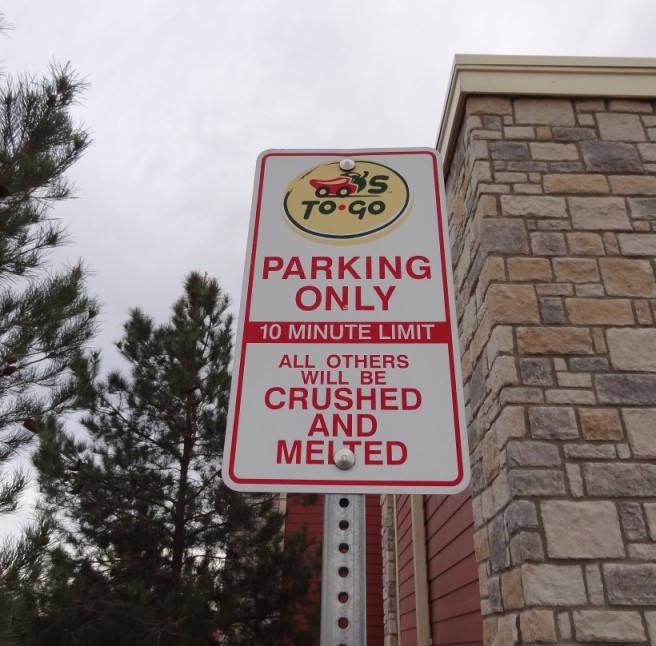 'S
TO•GO
PARKING
ONLY
10 MINUTE LIMIT
ALL OTHERS
WILL BE
CRUSHED
AND
MELTED